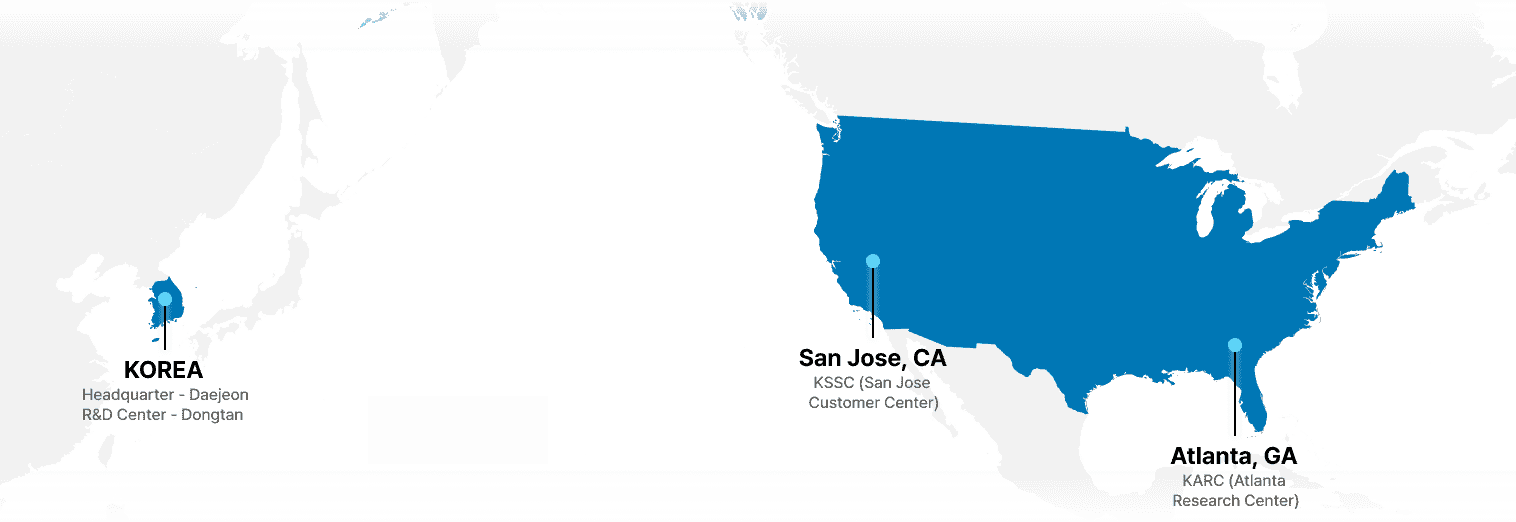 KOREA
Headquarter - Daejeon
R&D Center - Dongtan
San Jose, CA
KSSC (San Jose
Customer Center)
Atlanta, GA
KARC (Atlanta
Research Center)